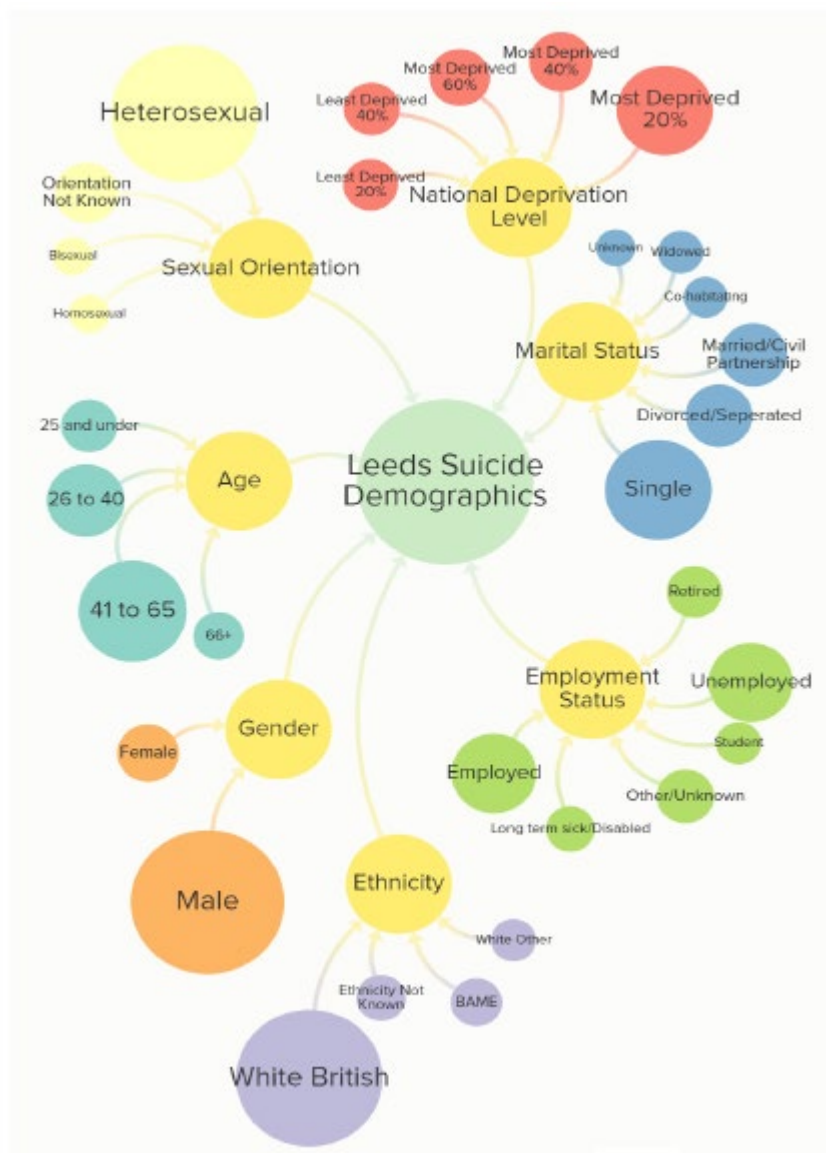 Heterosexual
Orientation
Not Known
Bisexual
Homosexual
Sexual Orientation
Least Deprived
20%
Least Deprived
40%
Most Deprived
60%
Most Deprived
40%
Most Deprived
20%
National Deprivation
Level
Unknown
Widowed
Co-habitating
Married/Civil
Partnership
Divorced/Seperated
Single
Marital Status
Leeds Suicide
Demographics
25 and under
26 to 40
41 to 65
66+
Age
Female
Male
Gender
Retired
Unemployed
Student
Other/Unknown
Long term sick/Disabled
Employed
Employment
Status
Ethnicity
White Other
BAME
Ethnicity Not
Known
White British